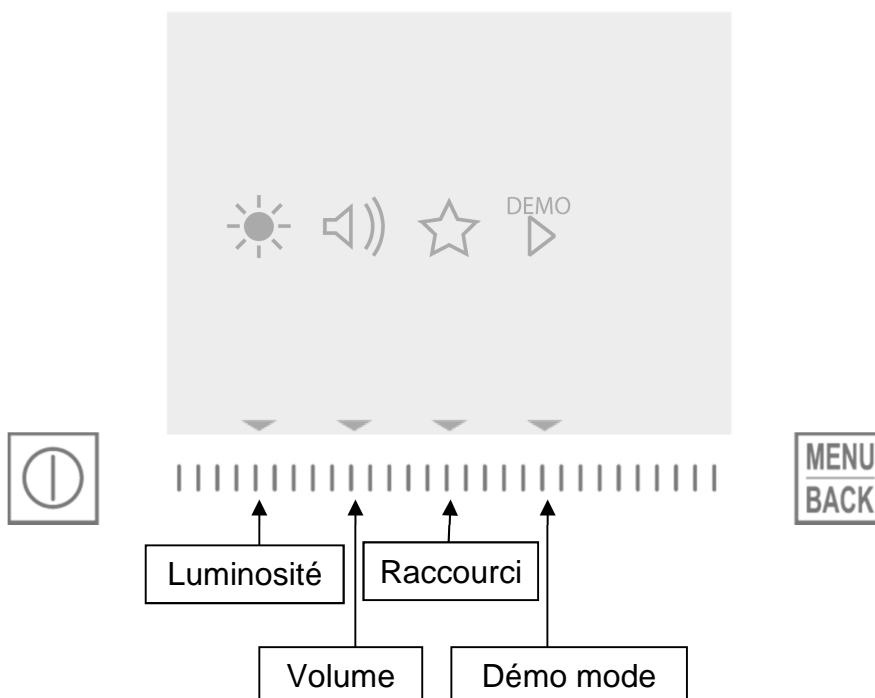 DEMO
MENU
BACK
Luminosité
Raccourci
Volume
Démo mode